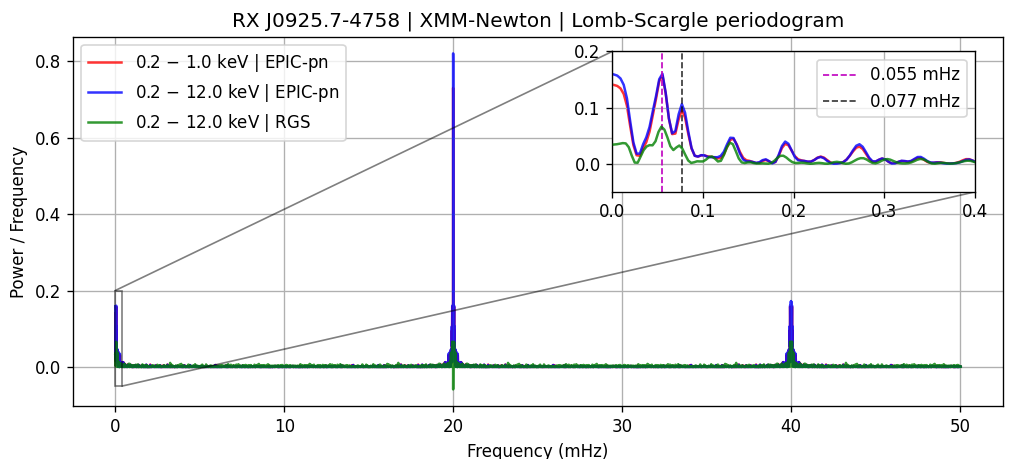 RX J0925.7-4758 | XMM-Newton | Lomb-Scargle periodogram
0.2 − 1.0 keV | EPIC-pn
0.2 − 12.0 keV | EPIC-pn
0.2 − 12.0 keV | RGS
0.055 mHz
0.077 mHz
0.2
0.1
0.0
0.0 0.1 0.2 0.3 0.4
Power / Frequency
0.8
0.6
0.4
0.2
0.0
0 10 20 30 40 50
Frequency (mHz)